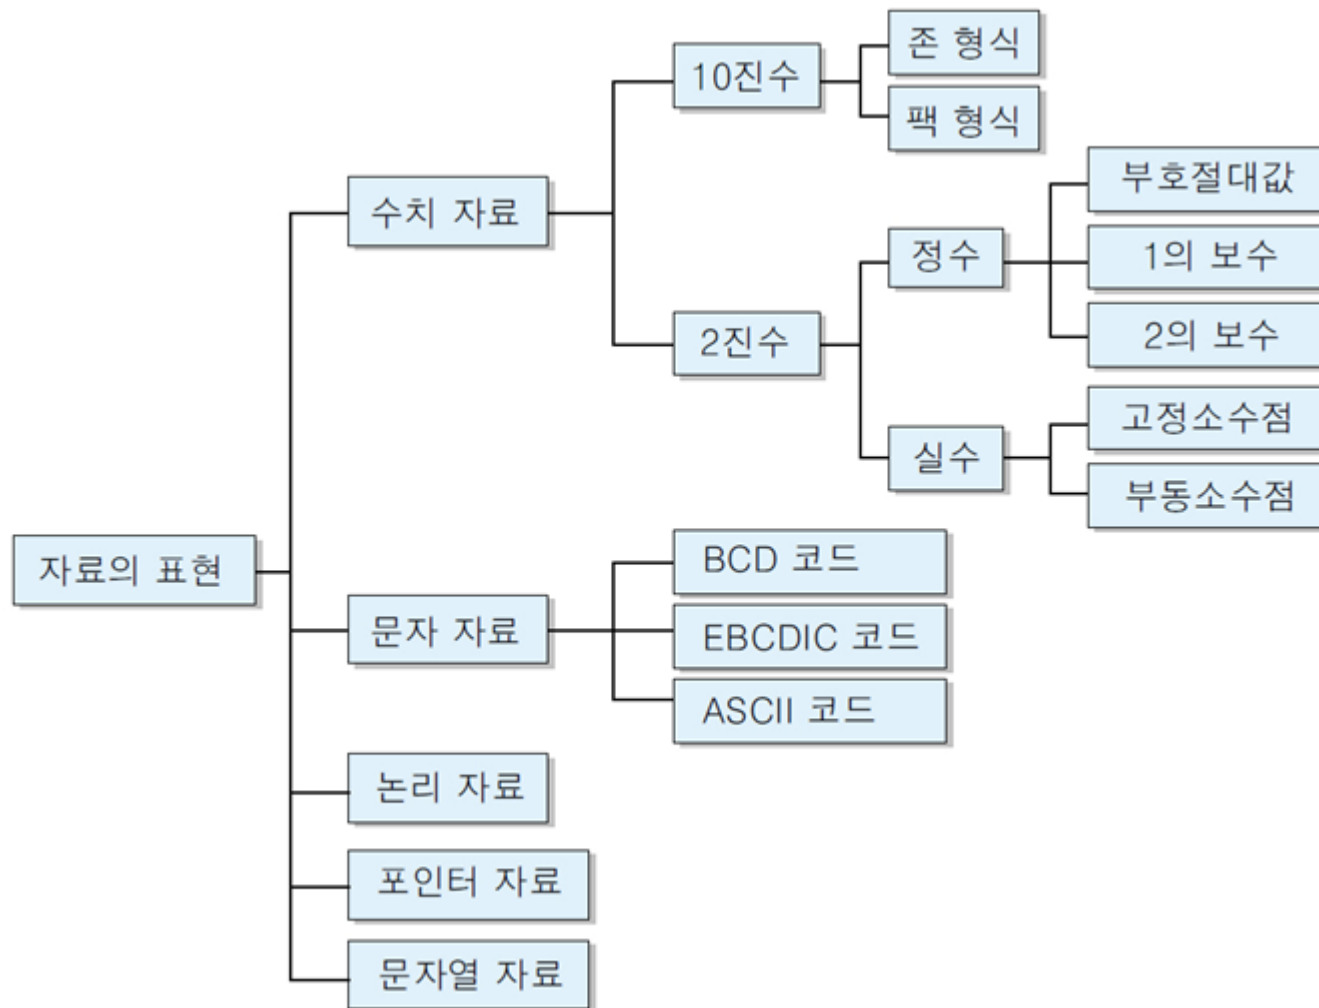 존 형식
10진수
팩 형식
부호절대값
수치 자료
정수
1의 보수
2진수
2의 보수
고정소수점
실수
부동소수점
자료의 표현
BCD 코드
문자 자료
EBCDIC 코드
ASCII 코드
논리 자료
포인터 자료
문자열 자료